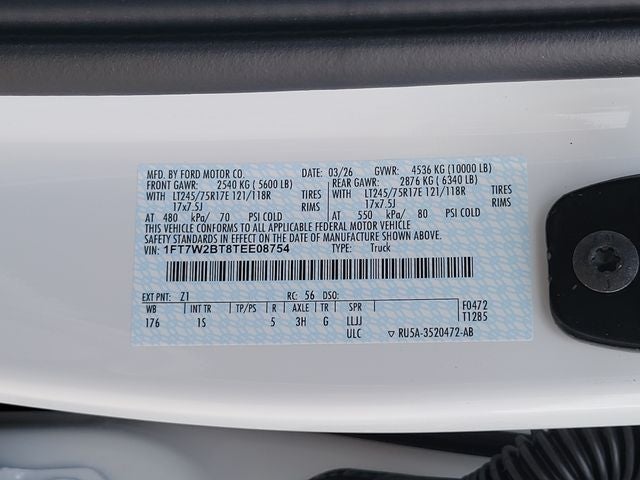 MFD. BY FORD MOTOR CO. DATE: 03/26 GVWR: 4536 KG (10000 LB)
FRONT GAWR: 2540 KG ( 5600 LB) REAR GAWR: 2876 KG ( 6340 LB)
WITH LT245/75R17E 121/118R TIRES WITH LT245/75R17E 121/118R TIRES
17x7.5J RIMS 17x7.5J RIMS
AT 480 kPa/ 70 PSI COLD AT 550 kPa/ 80 PSI COLD
THIS VEHICLE CONFORMS TO ALL APPLICABLE FEDERAL MOTOR VEHICLE
SAFETY STANDARDS IN EFFECT ON THE DATE OF MANUFACTURE SHOWN ABOVE.
VIN: 1FT7W2BT8TEE08754 TYPE: Truck
EXT PNT: Z1 RC: 56 DSO:
WB INT TR TP/PS R AXLE TR SPR F0472
176 1S 5 3H G LLJJ T1285
ULC ▽ RU5A-3520472-AB